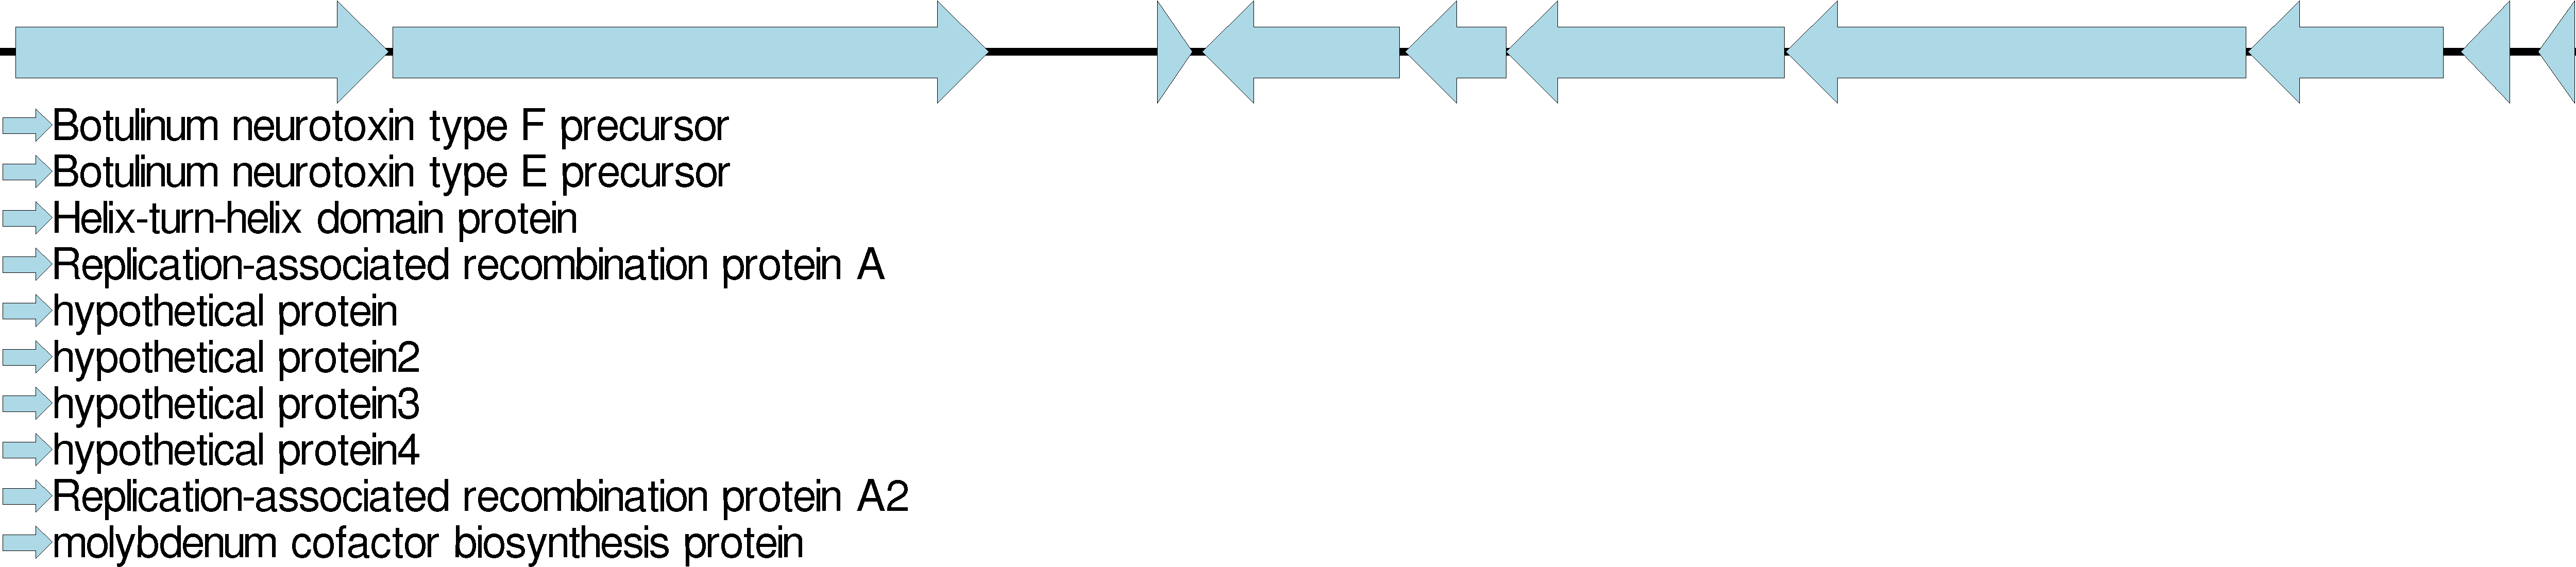 Botulinum neurotoxin type F precursor
Botulinum neurotoxin type E precursor
Helix-turn-helix domain protein
Replication-associated recombination protein A
hypothetical protein
hypothetical protein2
hypothetical protein3
hypothetical protein4
Replication-associated recombination protein A2
molybdenum cofactor biosynthesis protein